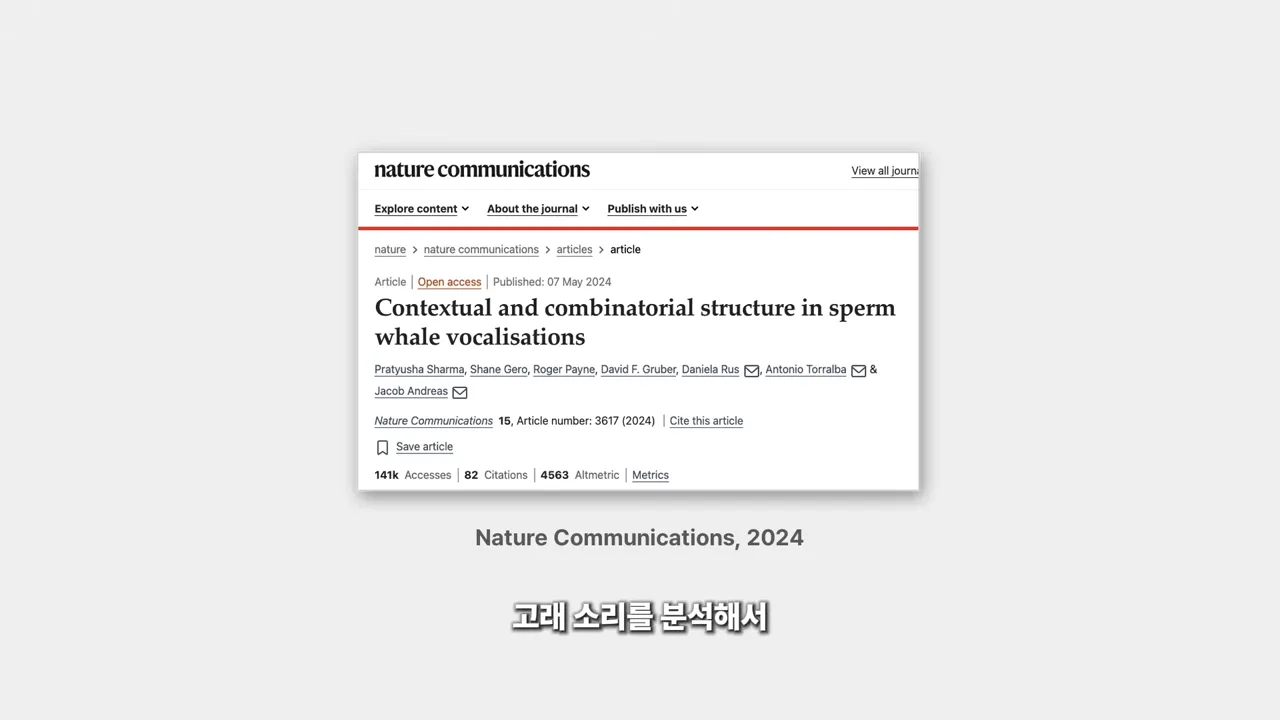 nature communications
View all journa
Explore content About the journal Publish with us
nature > nature communications > articles > article
Article | Open access | Published: 07 May 2024
Contextual and combinatorial structure in sperm
whale vocalisations
Pratyusha Sharma, Shane Gero, Roger Payne, David F. Gruber, Daniela Rus, Antonio Torralba &
Jacob Andreas
Nature Communications 15, Article number: 3617 (2024) | Cite this article
Save article
141k Accesses | 82 Citations | 4563 Altmetric | Metrics
Nature Communications, 2024
고래 소리를 분석해서